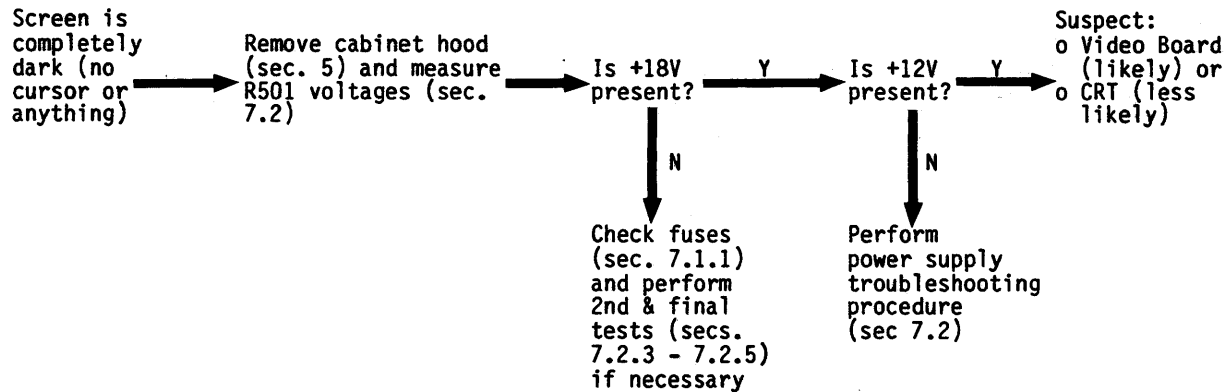 Screen is
completely
dark (no
cursor or
anything)
Remove cabinet hood
(sec. 5) and measure
R501 voltages (sec.
7.2)
Is +18V
present?
Y
N
Check fuses
(sec. 7.1.1)
and perform
2nd & final
tests (secs.
7.2.3 - 7.2.5)
if necessary
Is +12V
present?
Y
N
Perform
power supply
troubleshooting
procedure
(sec 7.2)
Suspect:
o Video Board
(likely) or
o CRT (less
likely)